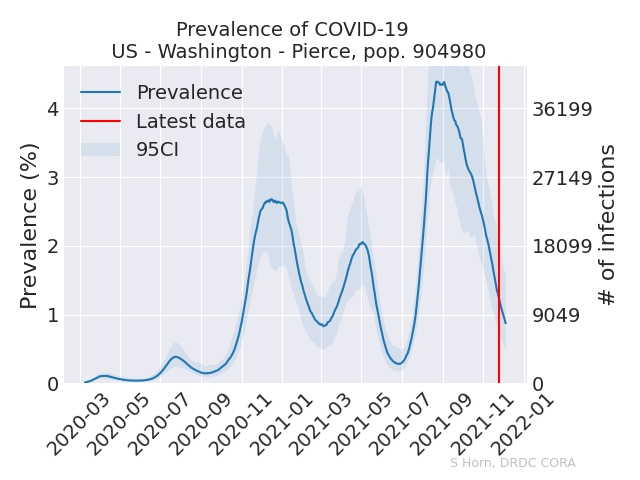 Prevalence of COVID-19
US - Washington - Pierce, pop. 904980
Prevalence
Latest data
95CI
Prevalence (%)
4
3
2
1
0
36199
27149
18099
9049
0
# of infections
2020-03
2020-05
2020-07
2020-09
2020-11
2021-01
2021-03
2021-05
2021-07
2021-09
2021-11
2022-01
S Horn, DRDC CORA